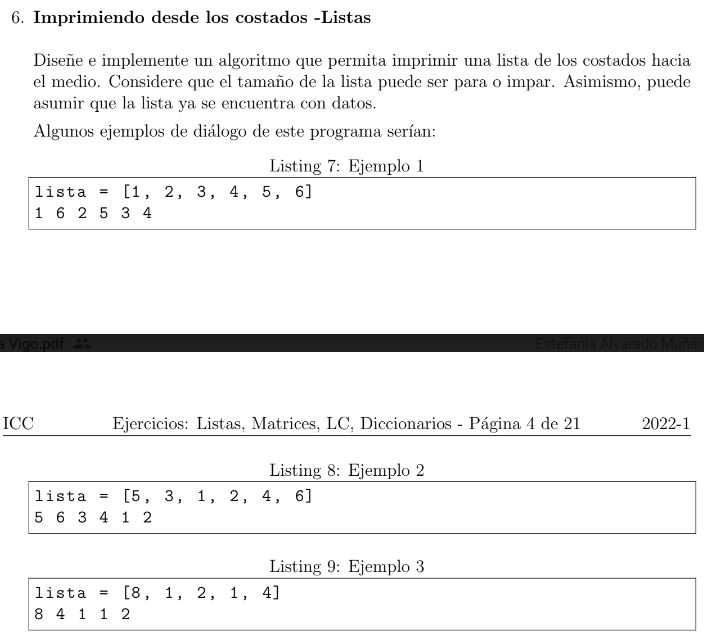 6. Imprimiendo desde los costados -Listas
Diseñe e implemente un algoritmo que permita imprimir una lista de los costados hacia
el medio. Considere que el tamaño de la lista puede ser para o impar. Asimismo, puede
asumir que la lista ya se encuentra con datos.
Algunos ejemplos de diálogo de este programa serían:
Listing 7: Ejemplo 1
lista = [1, 2, 3, 4, 5, 6]
1 6 2 5 3 4
a Vigo.pdf Estefania Alvarado Muñar
ICC Ejercicios: Listas, Matrices, LC, Diccionarios - Página 4 de 21 2022-1
Listing 8: Ejemplo 2
lista = [5, 3, 1, 2, 4, 6]
5 6 3 4 1 2
Listing 9: Ejemplo 3
lista = [8, 1, 2, 1, 4]
8 4 1 1 2